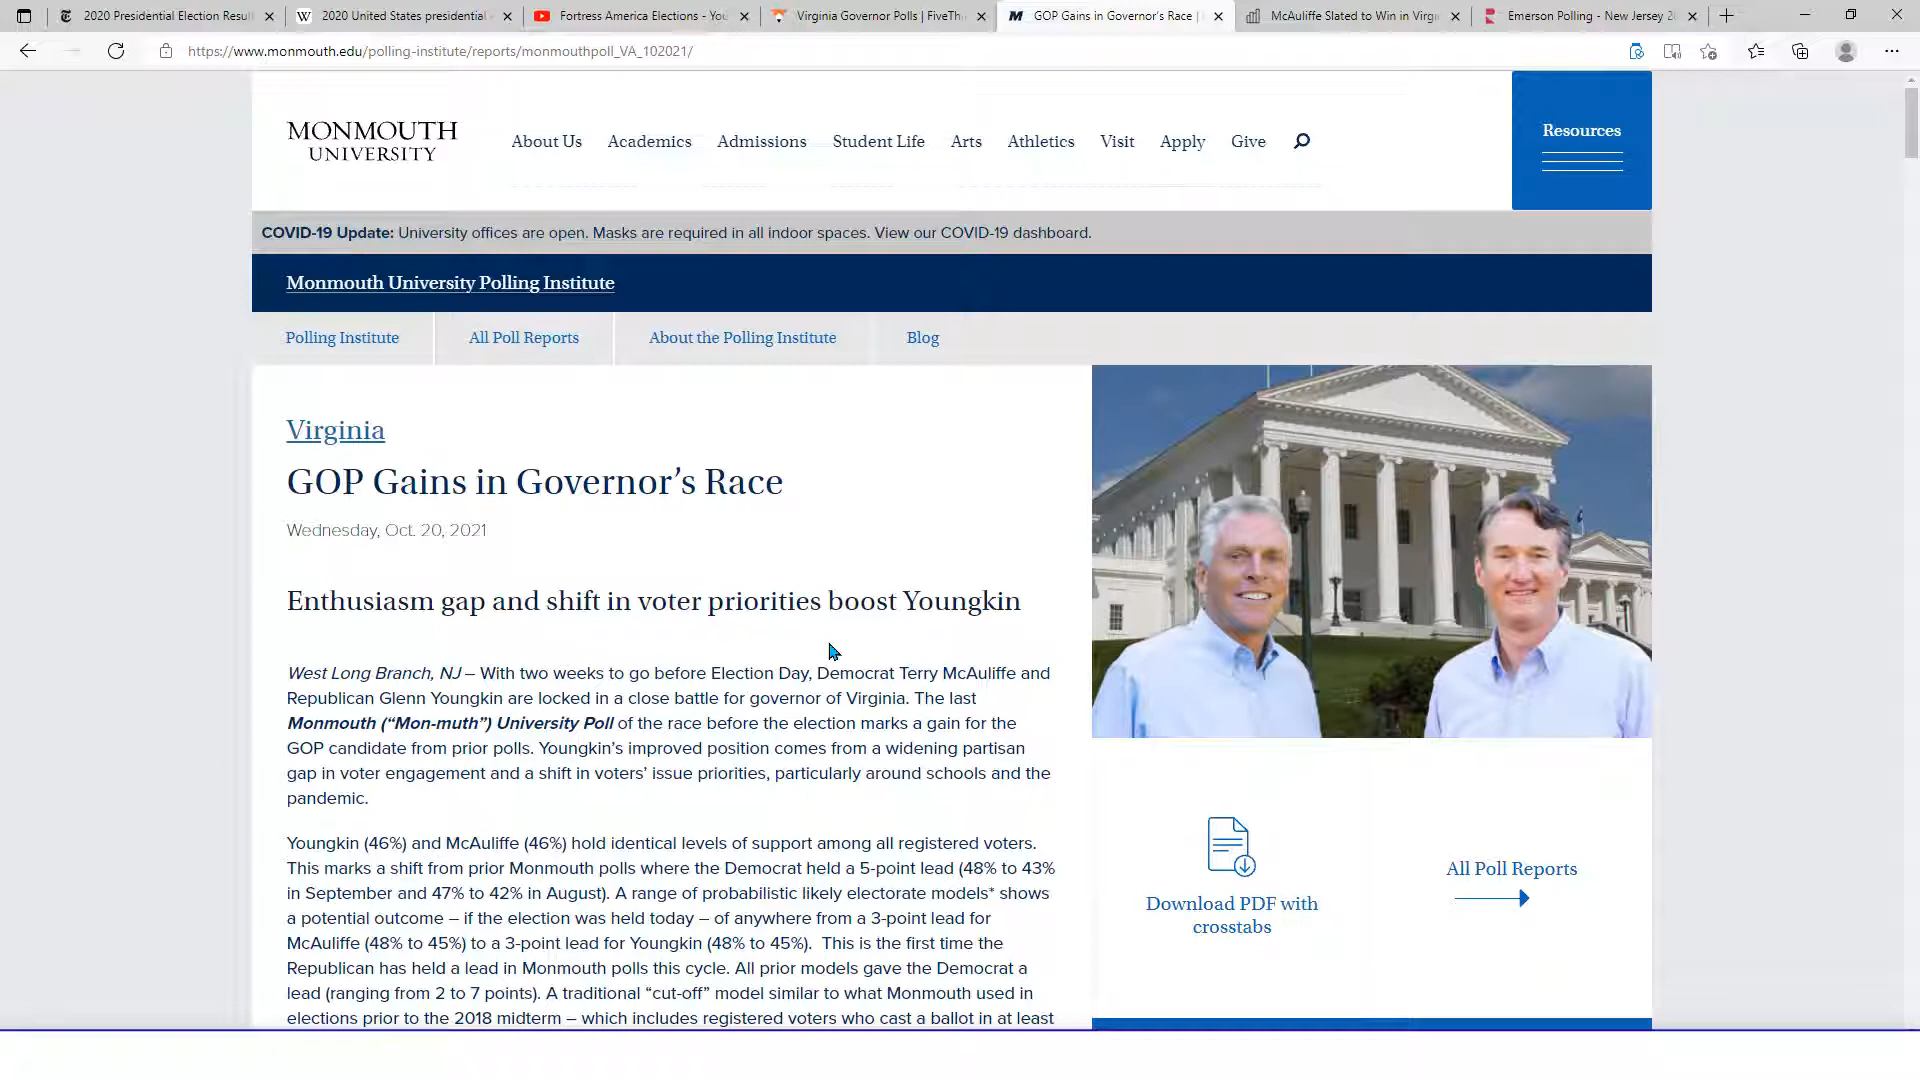 2020 Presidential Election Resul
2020 United States presidential
Fortress America Elections - You
Virginia Governor Polls | FiveTh
GOP Gains in Governor's Race |
McAuliffe Slated to Win in Virgi
Emerson Polling - New Jersey 2
https://www.monmouth.edu/polling-institute/reports/monmouthpoll_VA_102021/
MONMOUTH
UNIVERSITY
About Us
Academics
Admissions
Student Life
Arts
Athletics
Visit
Apply
Give
Resources
COVID-19 Update: University offices are open. Masks are required in all indoor spaces. View our COVID-19 dashboard.
Monmouth University Polling Institute
Polling Institute
All Poll Reports
About the Polling Institute
Blog
Virginia
GOP Gains in Governor's Race
Wednesday, Oct. 20, 2021
Enthusiasm gap and shift in voter priorities boost Youngkin
West Long Branch, NJ – With two weeks to go before Election Day, Democrat Terry McAuliffe and
Republican Glenn Youngkin are locked in a close battle for governor of Virginia. The last
Monmouth (“Mon-muth”) University Poll of the race before the election marks a gain for the
GOP candidate from prior polls. Youngkin's improved position comes from a widening partisan
gap in voter engagement and a shift in voters' issue priorities, particularly around schools and the
pandemic.
Youngkin (46%) and McAuliffe (46%) hold identical levels of support among all registered voters.
This marks a shift from prior Monmouth polls where the Democrat held a 5-point lead (48% to 43%
in September and 47% to 42% in August). A range of probabilistic likely electorate models* shows
a potential outcome – if the election was held today – of anywhere from a 3-point lead for
McAuliffe (48% to 45%) to a 3-point lead for Youngkin (48% to 45%). This is the first time the
Republican has held a lead in Monmouth polls this cycle. All prior models gave the Democrat a
lead (ranging from 2 to 7 points). A traditional “cut-off” model similar to what Monmouth used in
elections prior to the 2018 midterm – which includes registered voters who cast a ballot in at least
Download PDF with
crosstabs
All Poll Reports